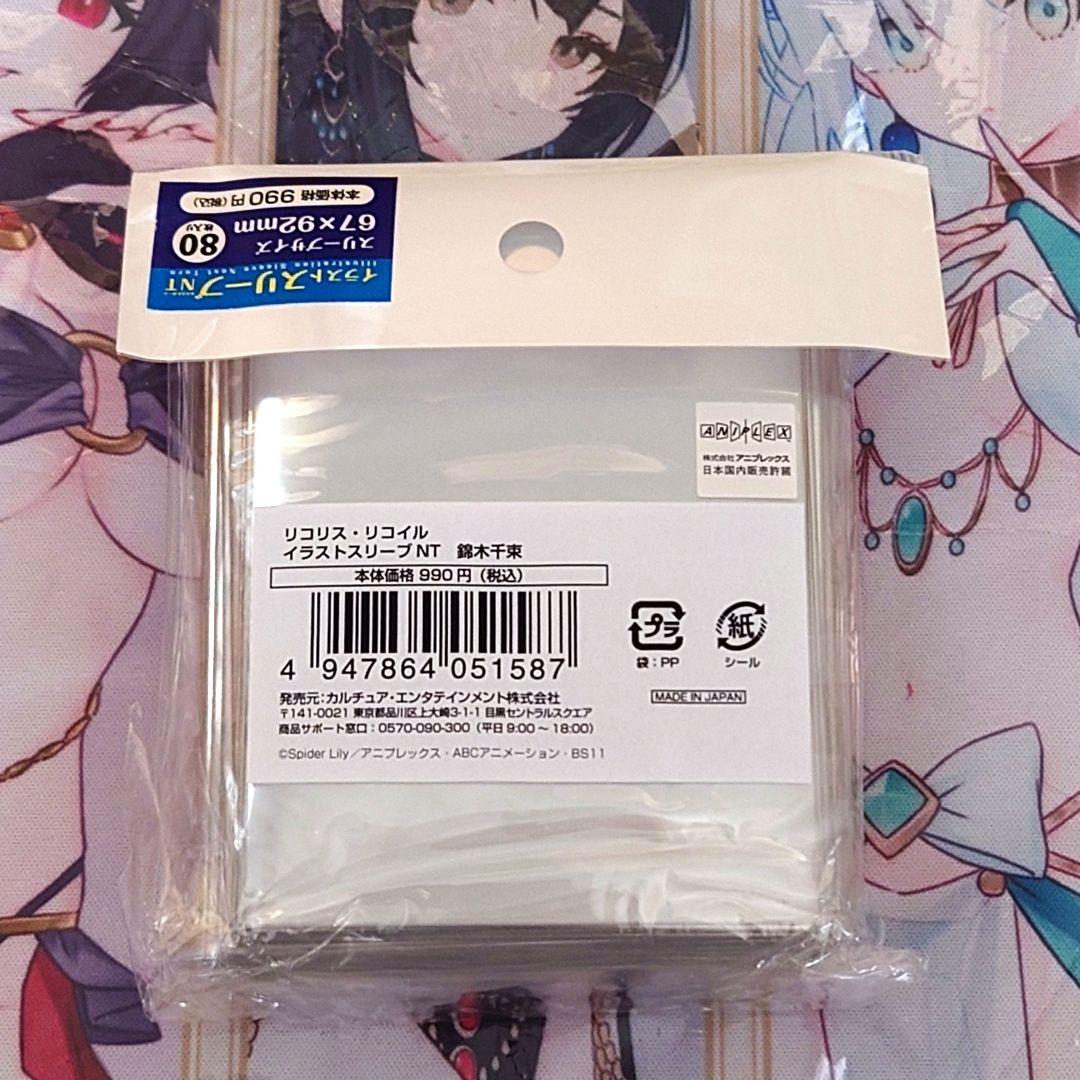 本体価格 990円 (税込)
80
枚入り
スリーブサイズ
67×92mm
Illustration Sleeve Next Turn
イラストスリーブNT
ANIPLEX
株式会社アニプレックス
日本国内販売許諾
リコリス・リコイル
イラストスリーブNT 錦木千束
本体価格 990円(税込)
4 947864 051587
プラ
袋:PP
紙
シール
MADE IN JAPAN
発売元:カルチュア・エンタテインメント株式会社
〒141-0021 東京都品川区上大崎3-1-1 目黒セントラルスクエア
商品サポート窓口:0570-090-300(平日 9:00~18:00)
©Spider Lily/アニプレックス・ABCアニメーション・BS11